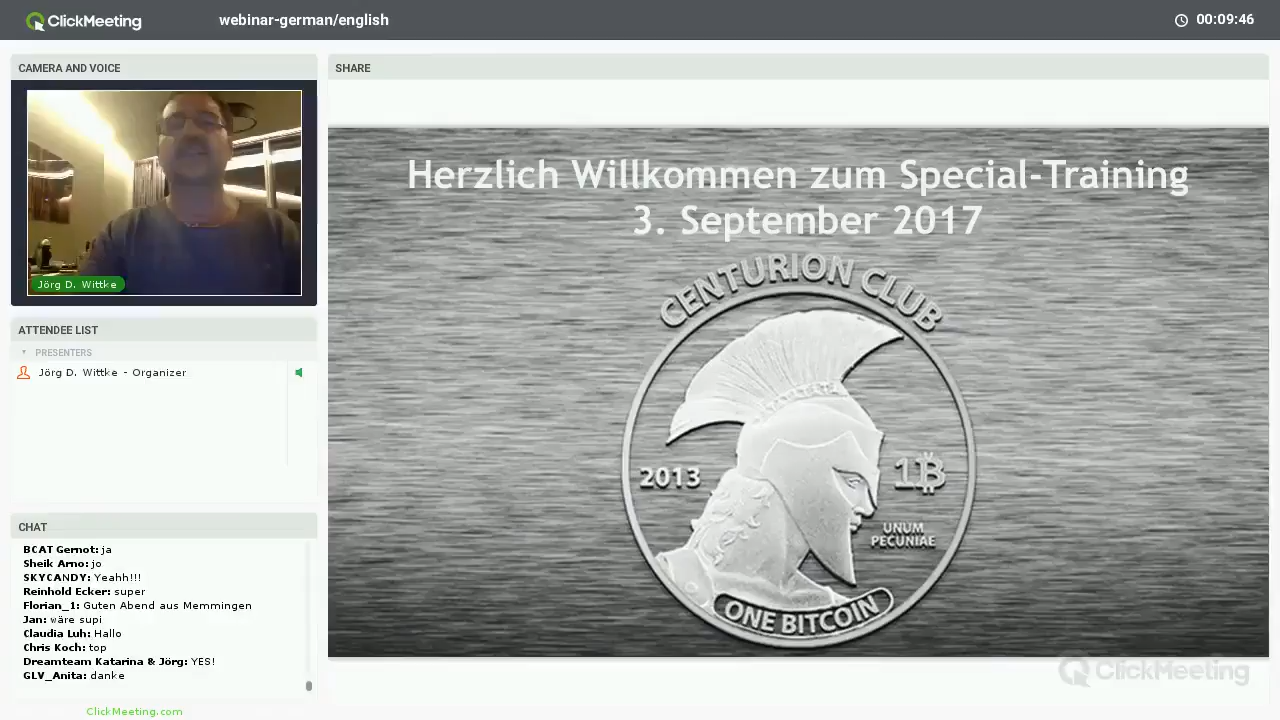 ClickMeeting
webinar-german/english
00:09:46
CAMERA AND VOICE
Jörg D. Wittke
ATTENDEE LIST
PRESENTERS
Jörg D. Wittke - Organizer
CHAT
BCAT Gernot: ja
Sheik Arno: jo
SKYCANDY: Yeahh!!!
Reinhold Ecker: super
Florian_1: Guten Abend aus Memmingen
Jan: wäre supi
Claudia Luh: Hallo
Chris Koch: top
Dreamteam Katarina & Jörg: YES!
GLV_Anita: danke
ClickMeeting.com
SHARE
Herzlich Willkommen zum Special-Training
3. September 2017
CENTURION CLUB
2013
1₿
UNUM
PECUNIAE
ONE BITCOIN
ClickMeeting